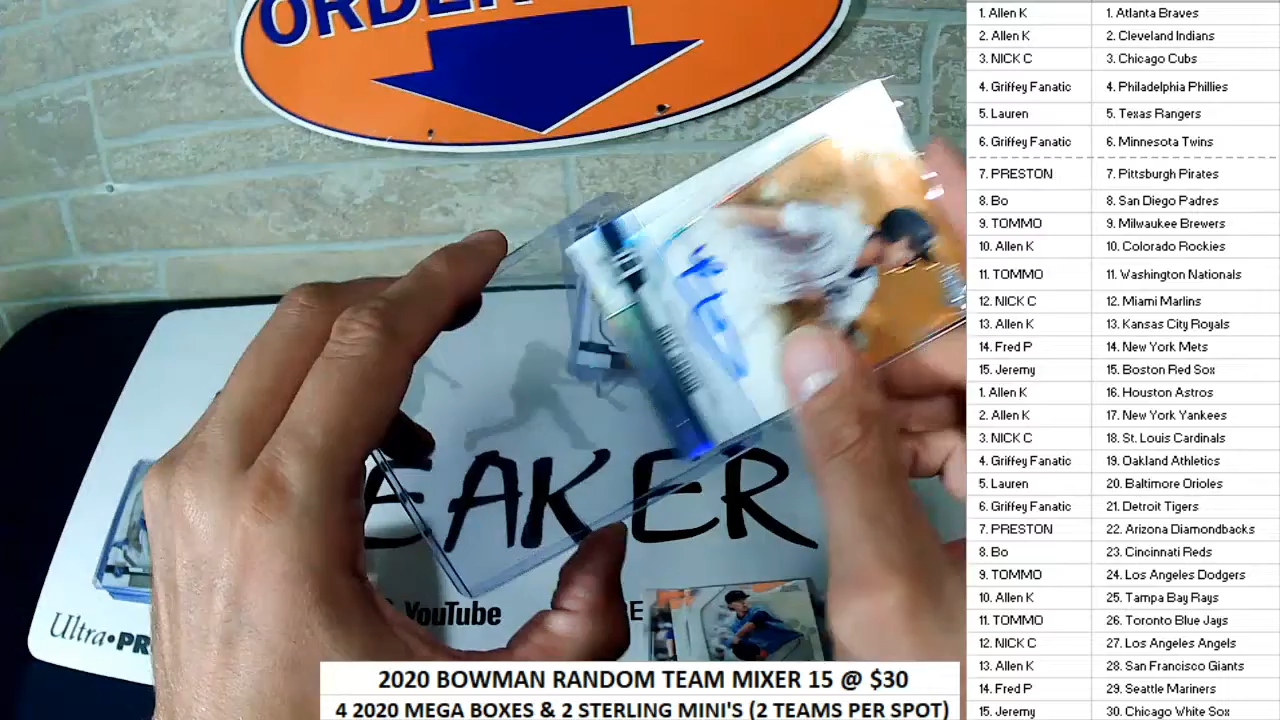 ORDER
EAKER
YouTube
Ultra•PR
1. Allen K 1. Atlanta Braves
2. Allen K 2. Cleveland Indians
3. NICK C 3. Chicago Cubs
4. Griffey Fanatic 4. Philadelphia Phillies
5. Lauren 5. Texas Rangers
6. Griffey Fanatic 6. Minnesota Twins
7. PRESTON 7. Pittsburgh Pirates
8. Bo 8. San Diego Padres
9. TOMMO 9. Milwaukee Brewers
10. Allen K 10. Colorado Rockies
11. TOMMO 11. Washington Nationals
12. NICK C 12. Miami Marlins
13. Allen K 13. Kansas City Royals
14. Fred P 14. New York Mets
15. Jeremy 15. Boston Red Sox
1. Allen K 16. Houston Astros
2. Allen K 17. New York Yankees
3. NICK C 18. St. Louis Cardinals
4. Griffey Fanatic 19. Oakland Athletics
5. Lauren 20. Baltimore Orioles
6. Griffey Fanatic 21. Detroit Tigers
7. PRESTON 22. Arizona Diamondbacks
8. Bo 23. Cincinnati Reds
9. TOMMO 24. Los Angeles Dodgers
10. Allen K 25. Tampa Bay Rays
11. TOMMO 26. Toronto Blue Jays
12. NICK C 27. Los Angeles Angels
13. Allen K 28. San Francisco Giants
14. Fred P 29. Seattle Mariners
15. Jeremy 30. Chicago White Sox
2020 BOWMAN RANDOM TEAM MIXER 15 @ $30
4 2020 MEGA BOXES & 2 STERLING MINI'S (2 TEAMS PER SPOT)